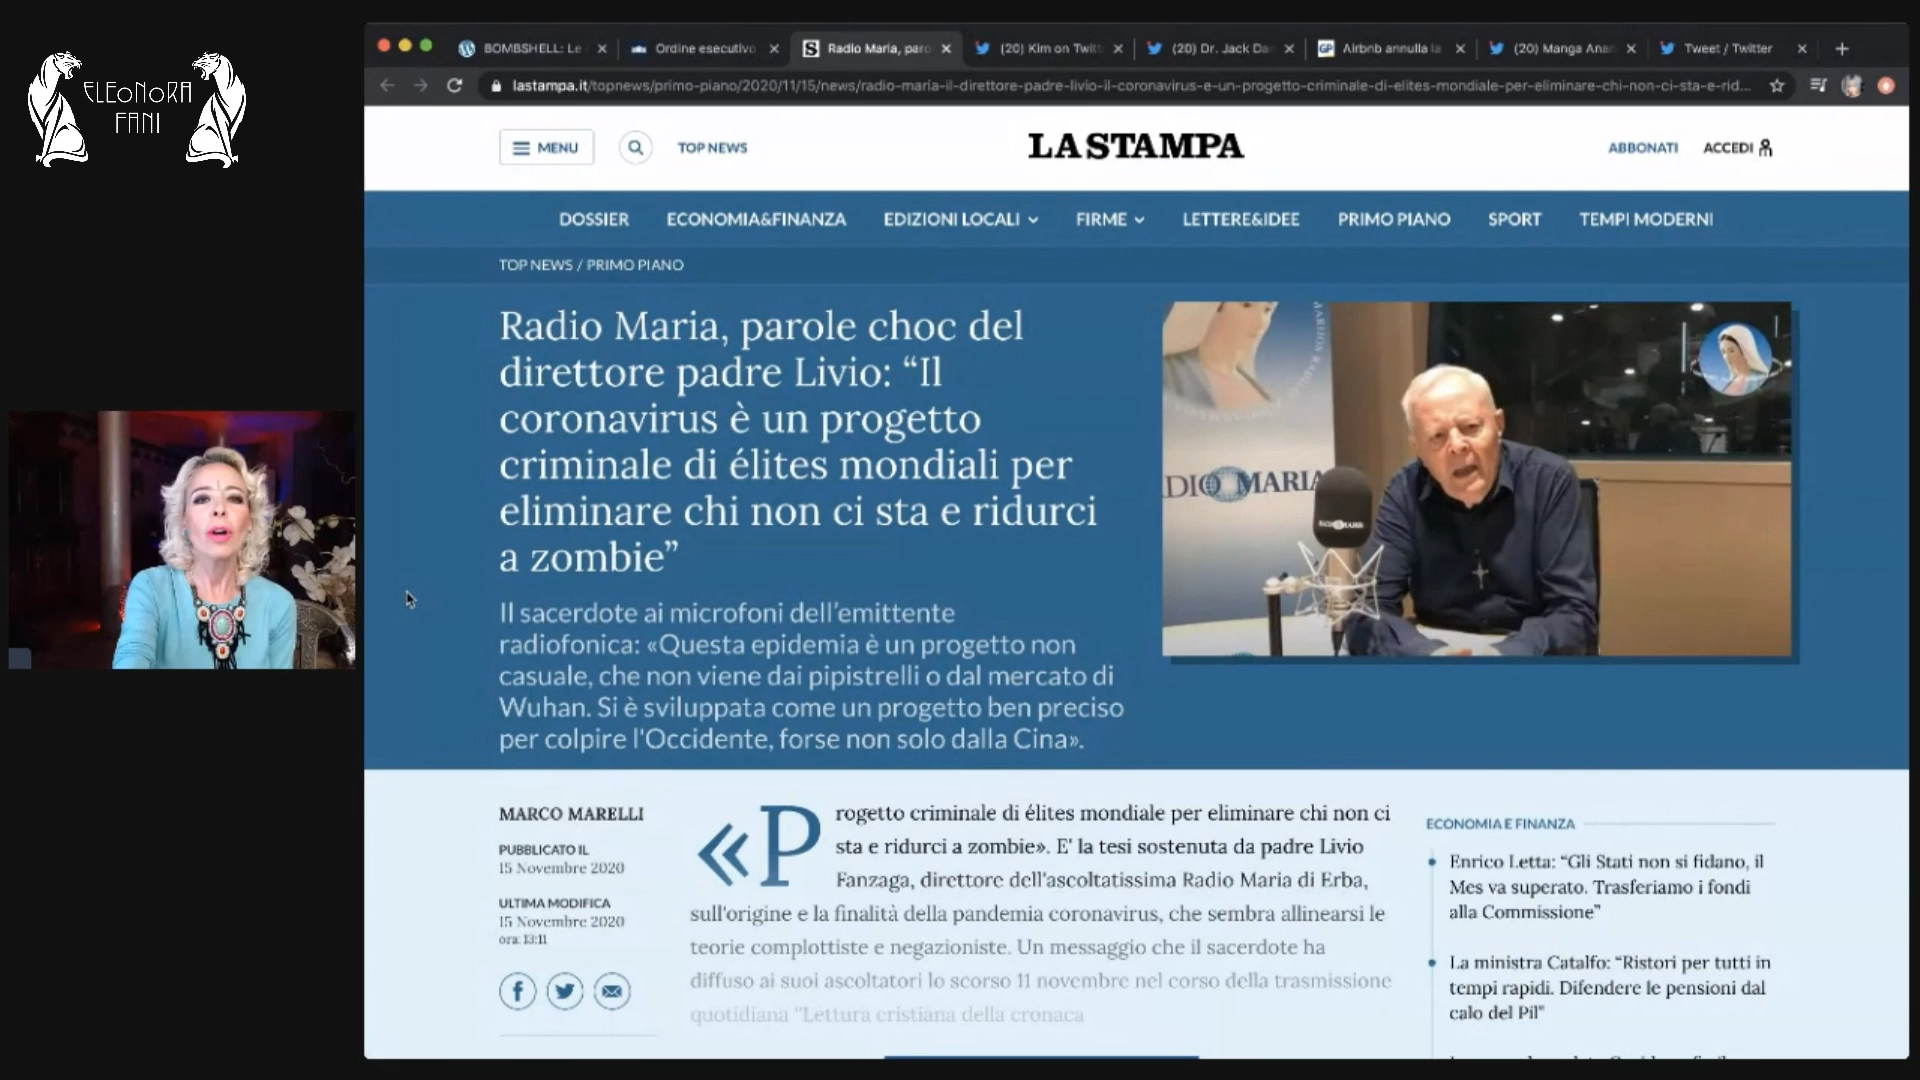 ELEONORA
FANI
BOMBSHELL: Le
Ordine esecutivo
Radio Maria, paro
(20) Kim on Twitt
(20) Dr. Jack Da
Airbnb annulla la
(20) Manga Anar
Tweet / Twitter
lastampa.it/topnews/primo-piano/2020/11/15/news/radio-maria-il-direttore-padre-livio-il-coronavirus-e-un-progetto-criminale-di-elites-mondiale-per-eliminare-chi-non-ci-sta-e-rid...
MENU
TOP NEWS
LA STAMPA
ABBONATI
ACCEDI
DOSSIER
ECONOMIA&FINANZA
EDIZIONI LOCALI
FIRME
LETTERE&IDEE
PRIMO PIANO
SPORT
TEMPI MODERNI
TOP NEWS / PRIMO PIANO
Radio Maria, parole choc del
direttore padre Livio: “Il
coronavirus è un progetto
criminale di élites mondiali per
eliminare chi non ci sta e ridurci
a zombie”
Il sacerdote ai microfoni dell’emittente
radiofonica: «Questa epidemia è un progetto non
casuale, che non viene dai pipistrelli o dal mercato di
Wuhan. Si è sviluppata come un progetto ben preciso
per colpire l'Occidente, forse non solo dalla Cina».
DIO MARIA
MARCO MARELLI
PUBBLICATO IL
15 Novembre 2020
ULTIMA MODIFICA
15 Novembre 2020
ora: 13:11
«Progetto criminale di élites mondiale per eliminare chi non ci
sta e ridurci a zombie». E' la tesi sostenuta da padre Livio
Fanzaga, direttore dell'ascoltatissima Radio Maria di Erba,
sull'origine e la finalità della pandemia coronavirus, che sembra allinearsi le
teorie complottiste e negazioniste. Un messaggio che il sacerdote ha
diffuso ai suoi ascoltatori lo scorso 11 novembre nel corso della trasmissione
quotidiana "Lettura cristiana della cronaca
ECONOMIA E FINANZA
Enrico Letta: “Gli Stati non si fidano, il
Mes va superato. Trasferiamo i fondi
alla Commissione”
La ministra Catalfo: “Ristori per tutti in
tempi rapidi. Difendere le pensioni dal
calo del Pil”